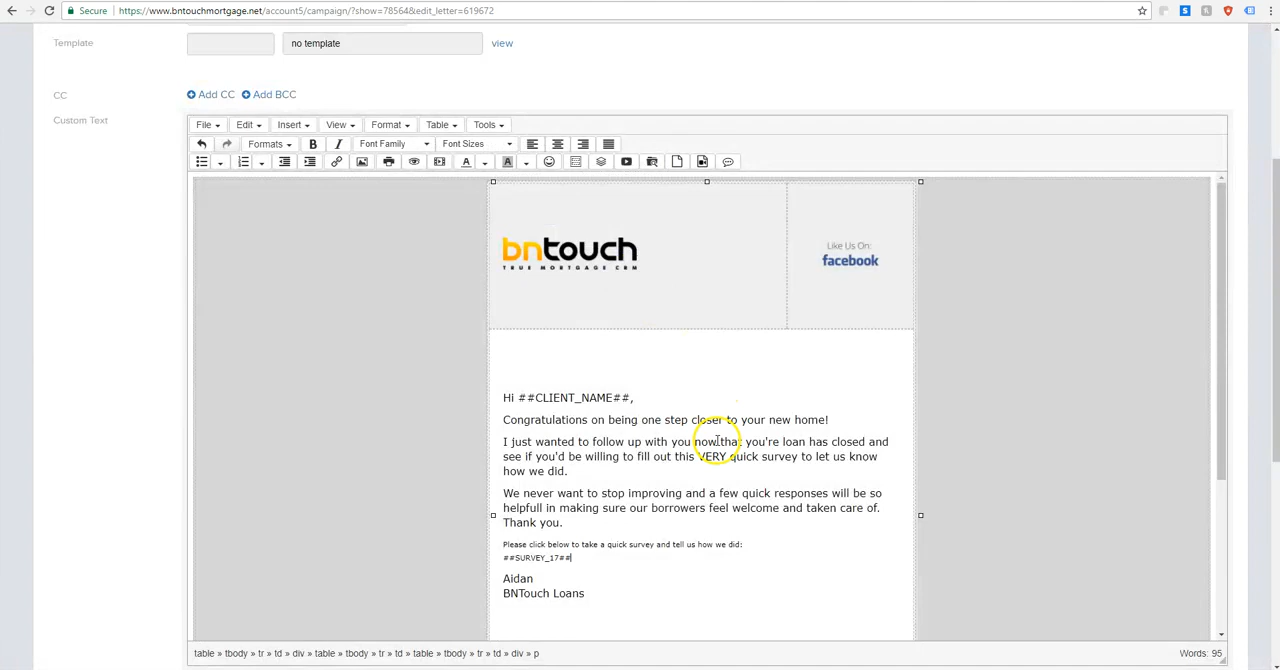 Secure | https://www.bntouchmortgage.net/account5/campaign/?show=78564&edit_letter=619672
Template
no template
view
CC
Add CC
Add BCC
Custom Text
File Edit Insert View Format Table Tools
Formats B I Font Family Font Sizes
A A
bntouch
TRUE MORTGAGE CRM
Like Us On:
facebook
Hi ##CLIENT_NAME##,
Congratulations on being one step closer to your new home!
I just wanted to follow up with you now that you're loan has closed and
see if you'd be willing to fill out this VERY quick survey to let us know
how we did.
We never want to stop improving and a few quick responses will be so
helpfull in making sure our borrowers feel welcome and taken care of.
Thank you.
Please click below to take a quick survey and tell us how we did:
##SURVEY_17##
Aidan
BNTouch Loans
table » tbody » tr » td » div » table » tbody » tr » td » table » tbody » tr » td » div » p
Words: 95